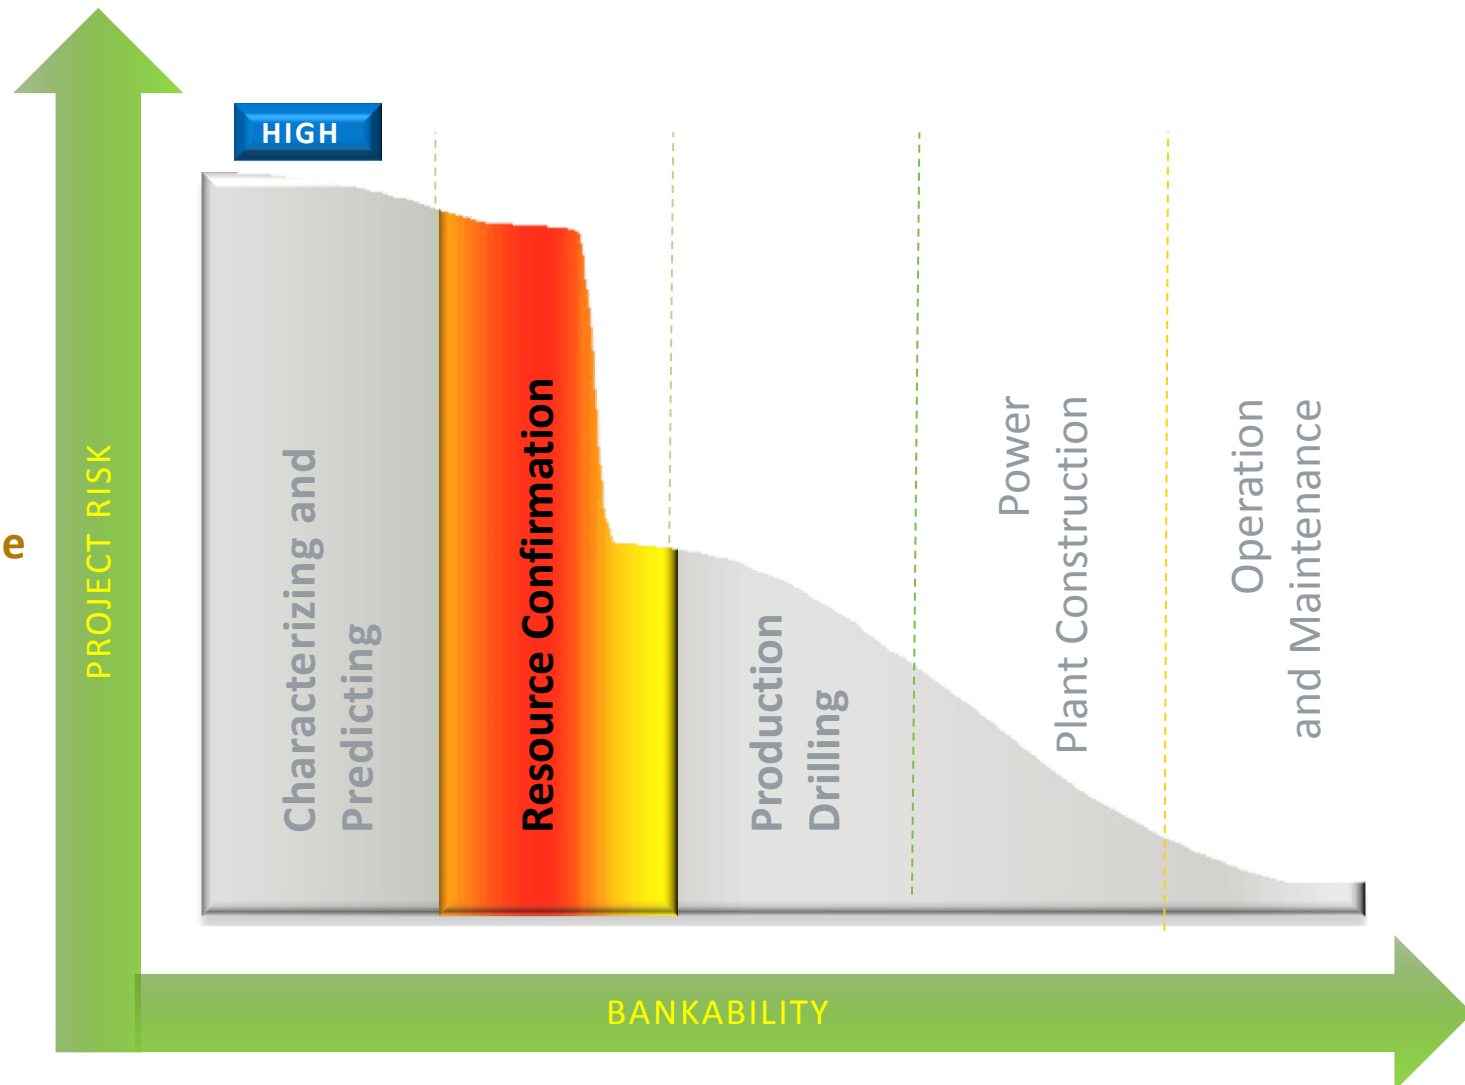 HIGH
PROJECT RISK
e
Characterizing and
Predicting
Resource Confirmation
Production
Drilling
Power
Plant Construction
Operation
and Maintenance
BANKABILITY